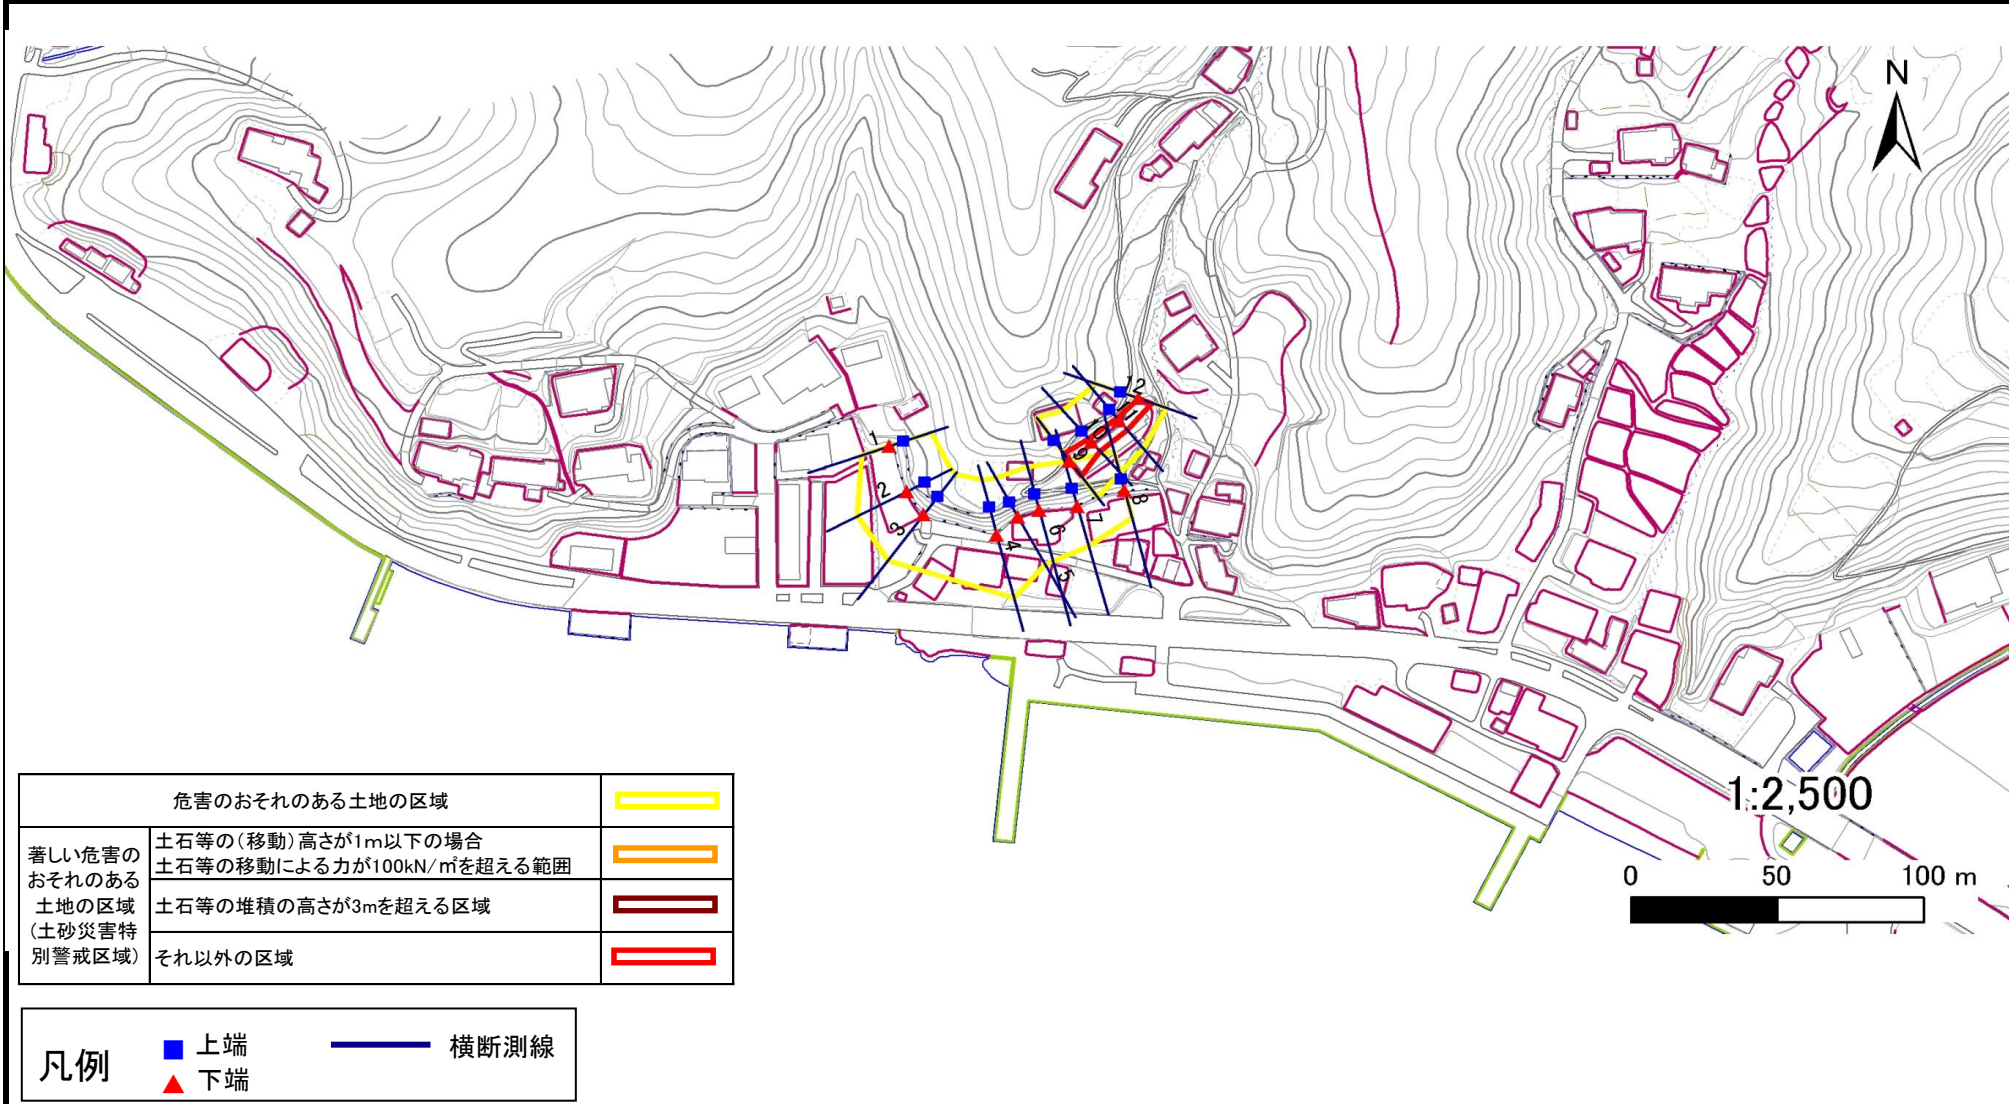 N
1
2
3
4
5
6
7
8
9
10
11
12
1:2,500
0 50 100 m
危害のおそれのある土地の区域
著しい危害の
おそれのある
土地の区域
(土砂災害特
別警戒区域)
土石等の(移動)高さが1m以下の場合
土石等の移動による力が100kN/㎡を超える範囲
土石等の堆積の高さが3mを超える区域
それ以外の区域
凡例
上端
下端
横断測線